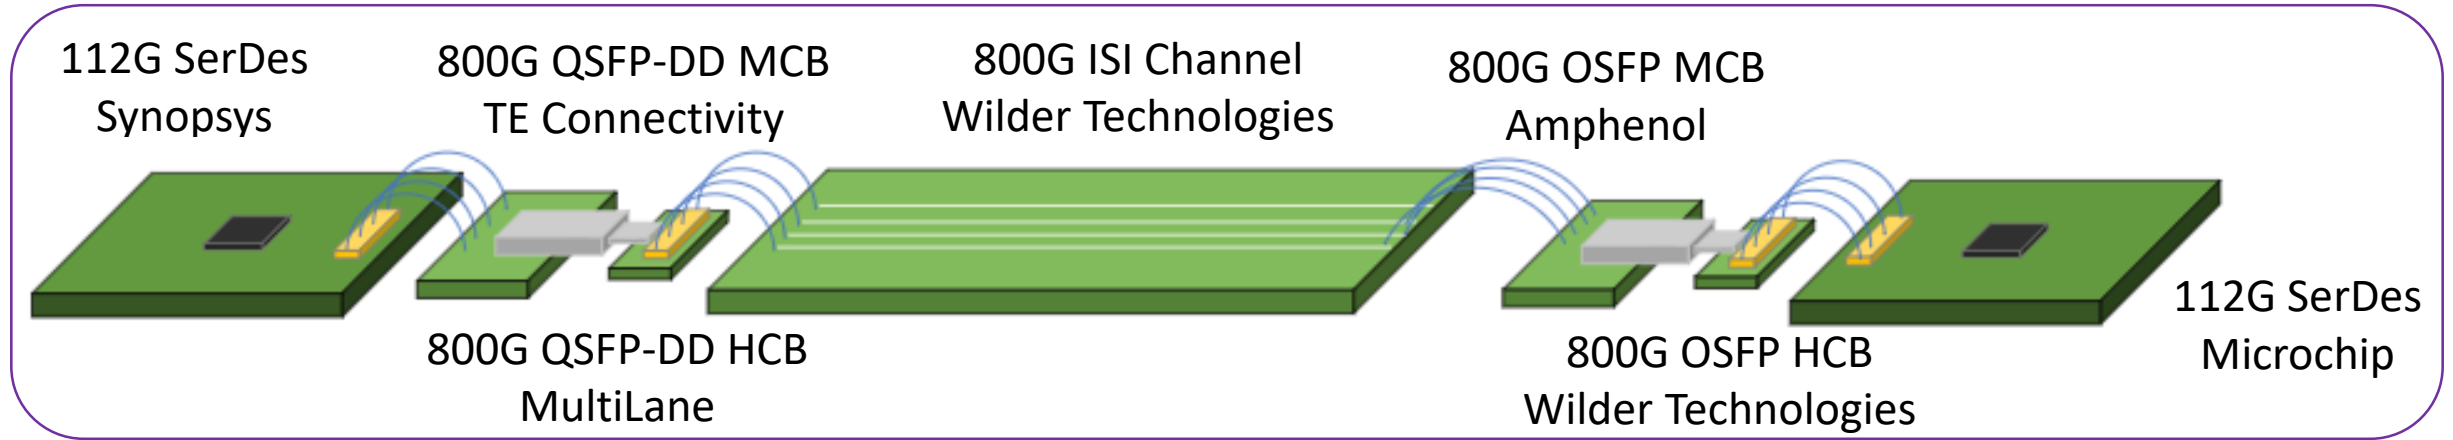 112G SerDes
Synopsys
800G QSFP-DD MCB
TE Connectivity
800G ISI Channel
Wilder Technologies
800G OSFP MCB
Amphenol
800G QSFP-DD HCB
MultiLane
800G OSFP HCB
Wilder Technologies
112G SerDes
Microchip